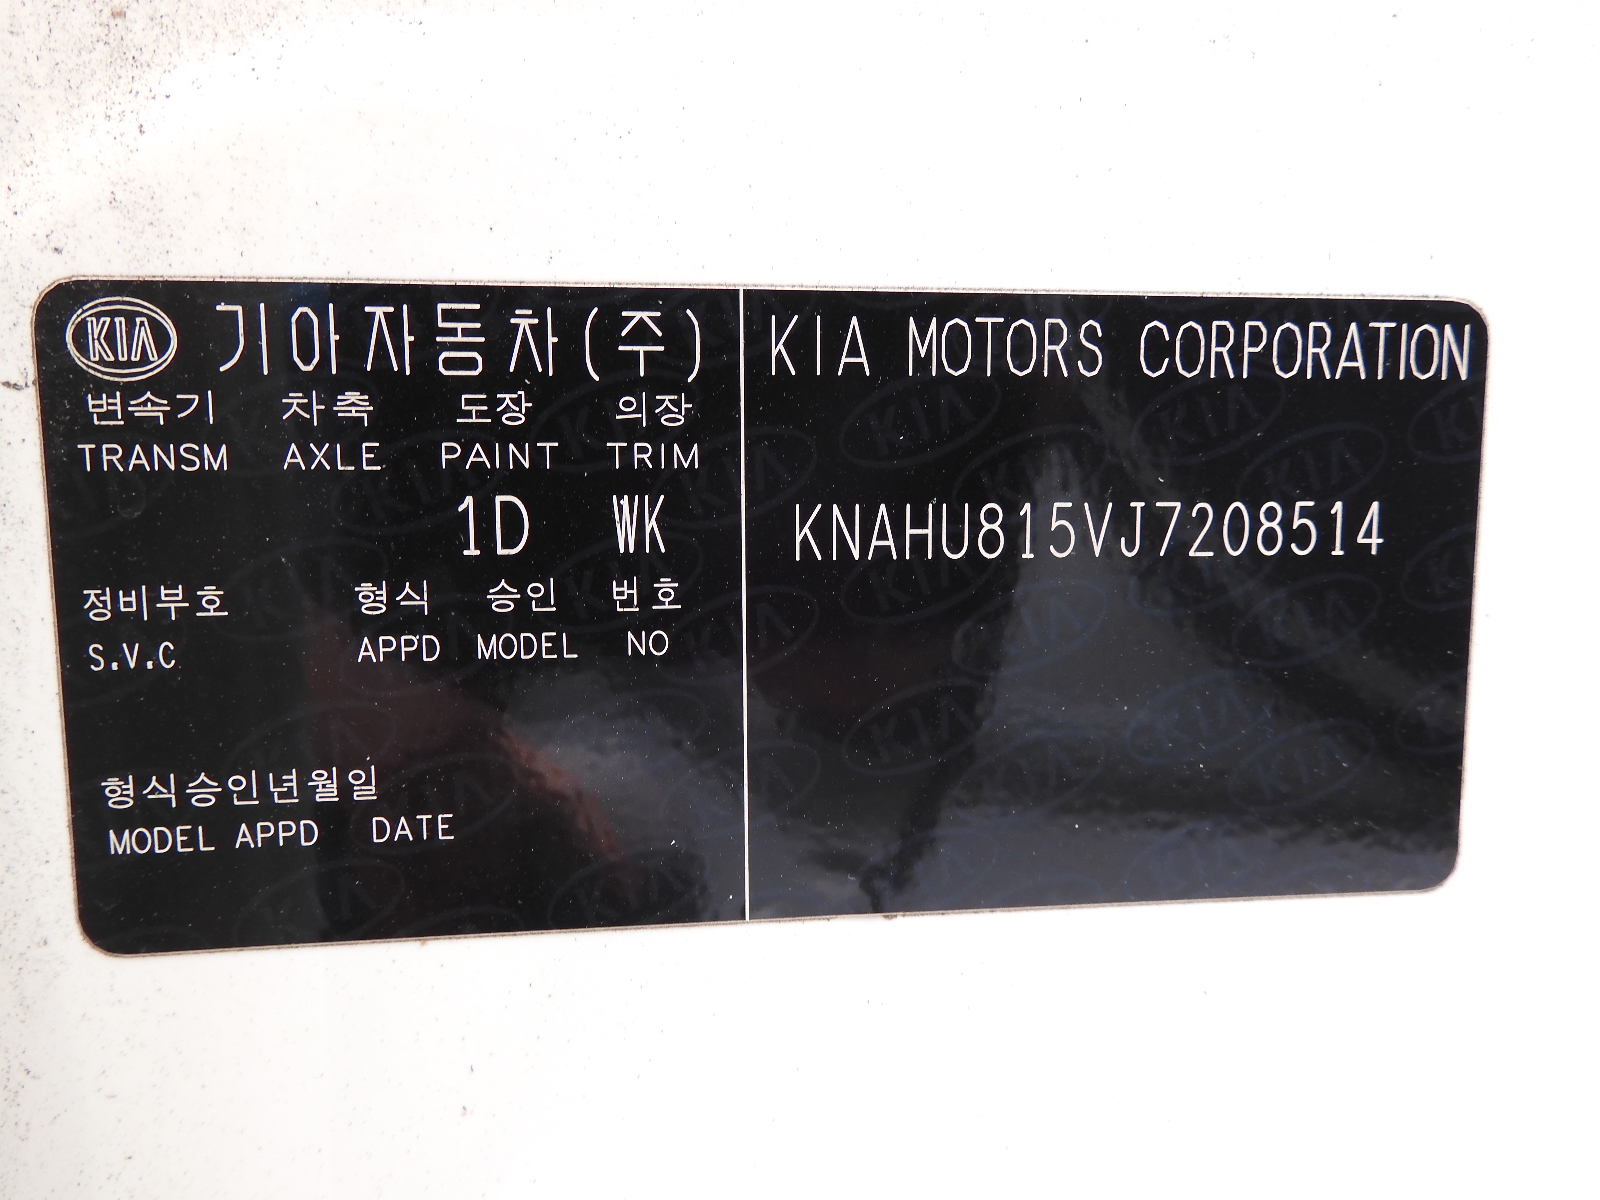 KIA 기아자동차(주)
변속기 차축 도장 의장
TRANSM AXLE PAINT TRIM
1D WK
정비부호 형식 승인 번호
S.V.C APPD MODEL NO
형식승인년월일
MODEL APPD DATE
KIA MOTORS CORPORATION
KNAHU815VJ7208514